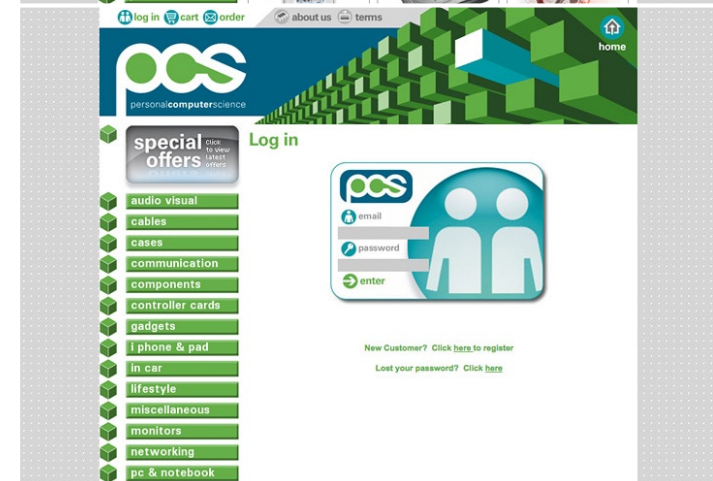 log in cart order about us terms
home
pcs
personalcomputerscience
special
offers
click
to view
latest
offers
Log in
pcs
email
password
enter
New Customer? Click here to register
Lost your password? Click here
audio visual
cables
cases
communication
components
controller cards
gadgets
i phone & pad
in car
lifestyle
miscellaneous
monitors
networking
pc & notebook